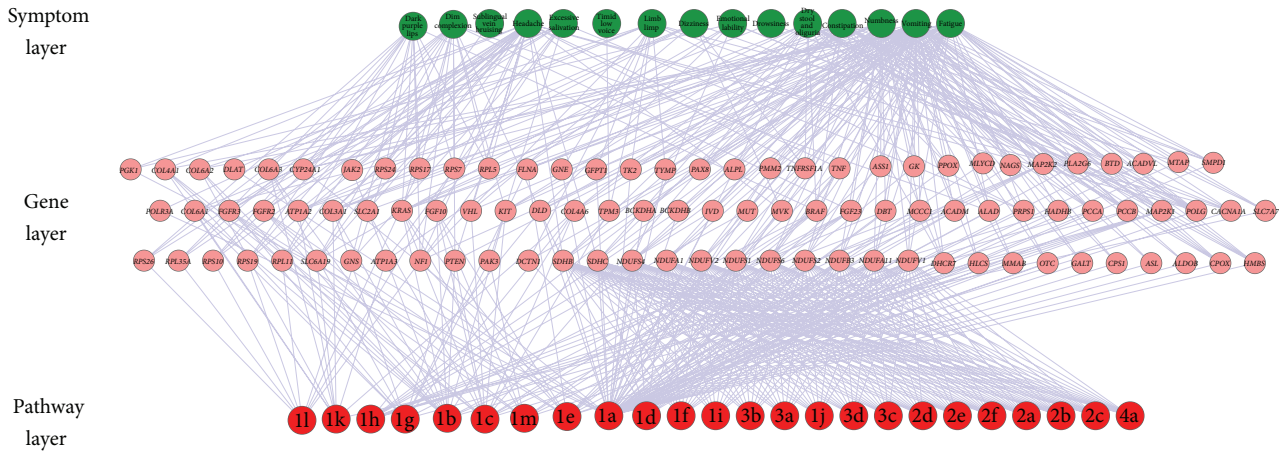 Symptom
layer
Dark
purple
lips
Dim
complexion
Sublingual
vein
bruising
Headache
Excessive
salivation
Timid
low
voice
Limb
limp
Dizziness
Emotional
lability
Drowsiness
Dry
stool
and
oliguria
Constipation
Numbness
Vomiting
Fatigue
Gene
layer
PGK1 COL4A1 COL6A2 DLAT COL6A3 CYP24A1 JAK2 RPS24 RPS17 RPS7 RPL5 FLNA GNE GFPT1 TK2 TYMP PAX8 ALPL PMM2 TNFRSF1A TNF ASS1 GK PPOX MLYCD NAGS MAP2K2 PLA2G6 BTD ACADVL MTAP SMPD1
POLR3A COL6A1 FGFR3 FGFR2 ATP1A2 COL3A1 SLC2A1 KRAS FGF10 VHL KIT DLD COL4A6 TPM3 BCKDHA BCKDHB IVD MUT MVK BRAF FGF23 DBT MCCC1 ACADM ALAD PRPS1 HADHB PCCA PCCB MAP2K1 POLG CACNA1A SLC7A7
RPS26 RPL35A RPS10 RPS19 RPL11 SLC6A19 GNS ATP1A3 NF1 PTEN PAK3 DCTN1 SDHB SDHC NDUFS4 NDUFA1 NDUFV2 NDUFS1 NDUFS6 NDUFS2 NDUFB3 NDUFA11 NDUFV1 DHCR7 HLCS MMAB OTC GALT CPS1 ASL ALDOB CPOX HMBS
Pathway
layer
1l 1k 1h 1g 1b 1c 1m 1e 1a 1d 1f 1i 3b 3a 1j 3d 3c 2d 2e 2f 2a 2b 2c 4a